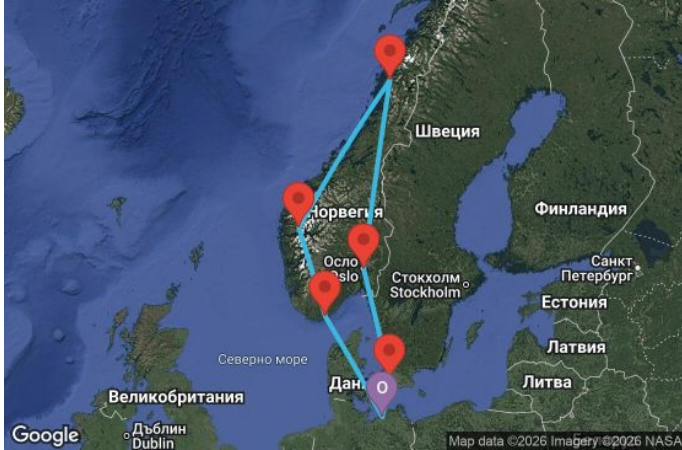 Швеция
Норвегия
Финландия
Осло
Oslo
Санкт
Петербург
Стокхолм
Stockholm
Естония
Северно море
Латвия
Дан
Литва
Великобритания
Дъблин
Dublin
Google
Map data ©2026 Imagery ©2026 NASA